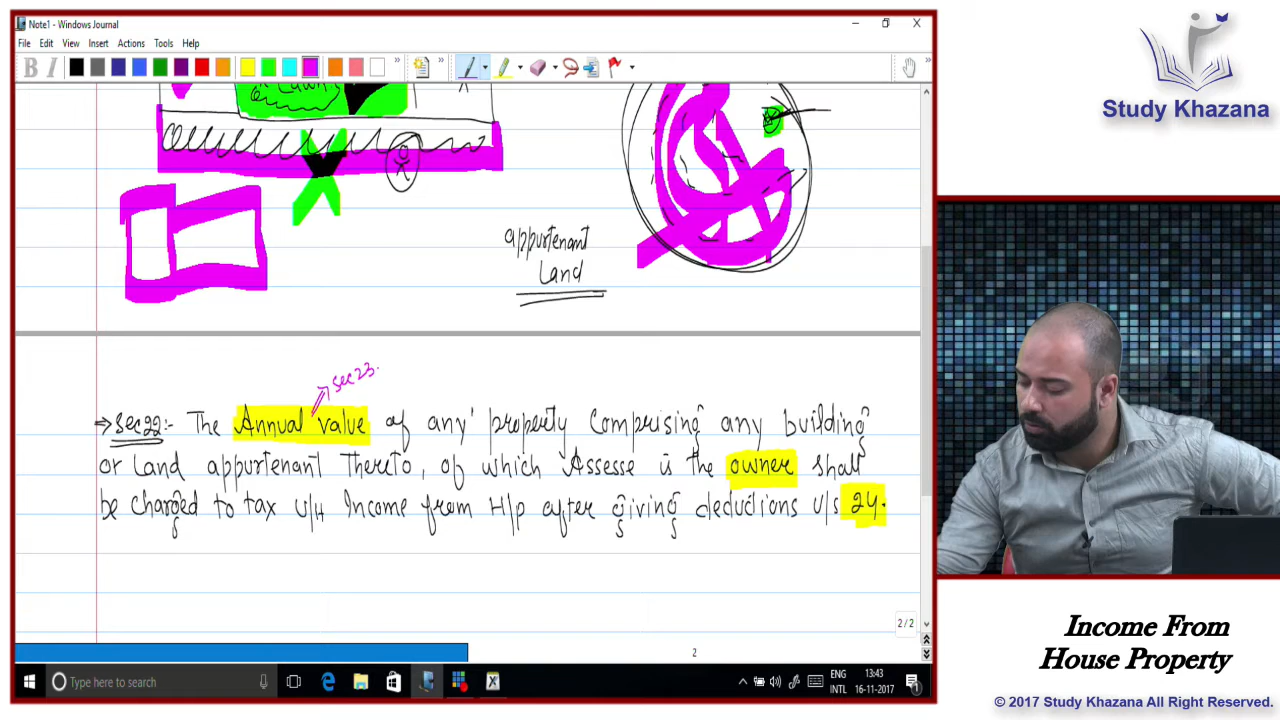 Note1 - Windows Journal
File Edit View Insert Actions Tools Help
Study Khazana
Lawn
appurtenant
Land
Sec 23.
→ Sec 22:- The Annual value of any property Comprising any building
or Land appurtenant Thereto, of which Assesse is the owner shall
be charged to tax u/H Income from H/p after giving deductions u/s 24.
2 / 2
2
Type here to search
ENG
INTL
13:43
16-11-2017
1
Income From
House Property
© 2017 Study Khazana All Right Reserved.